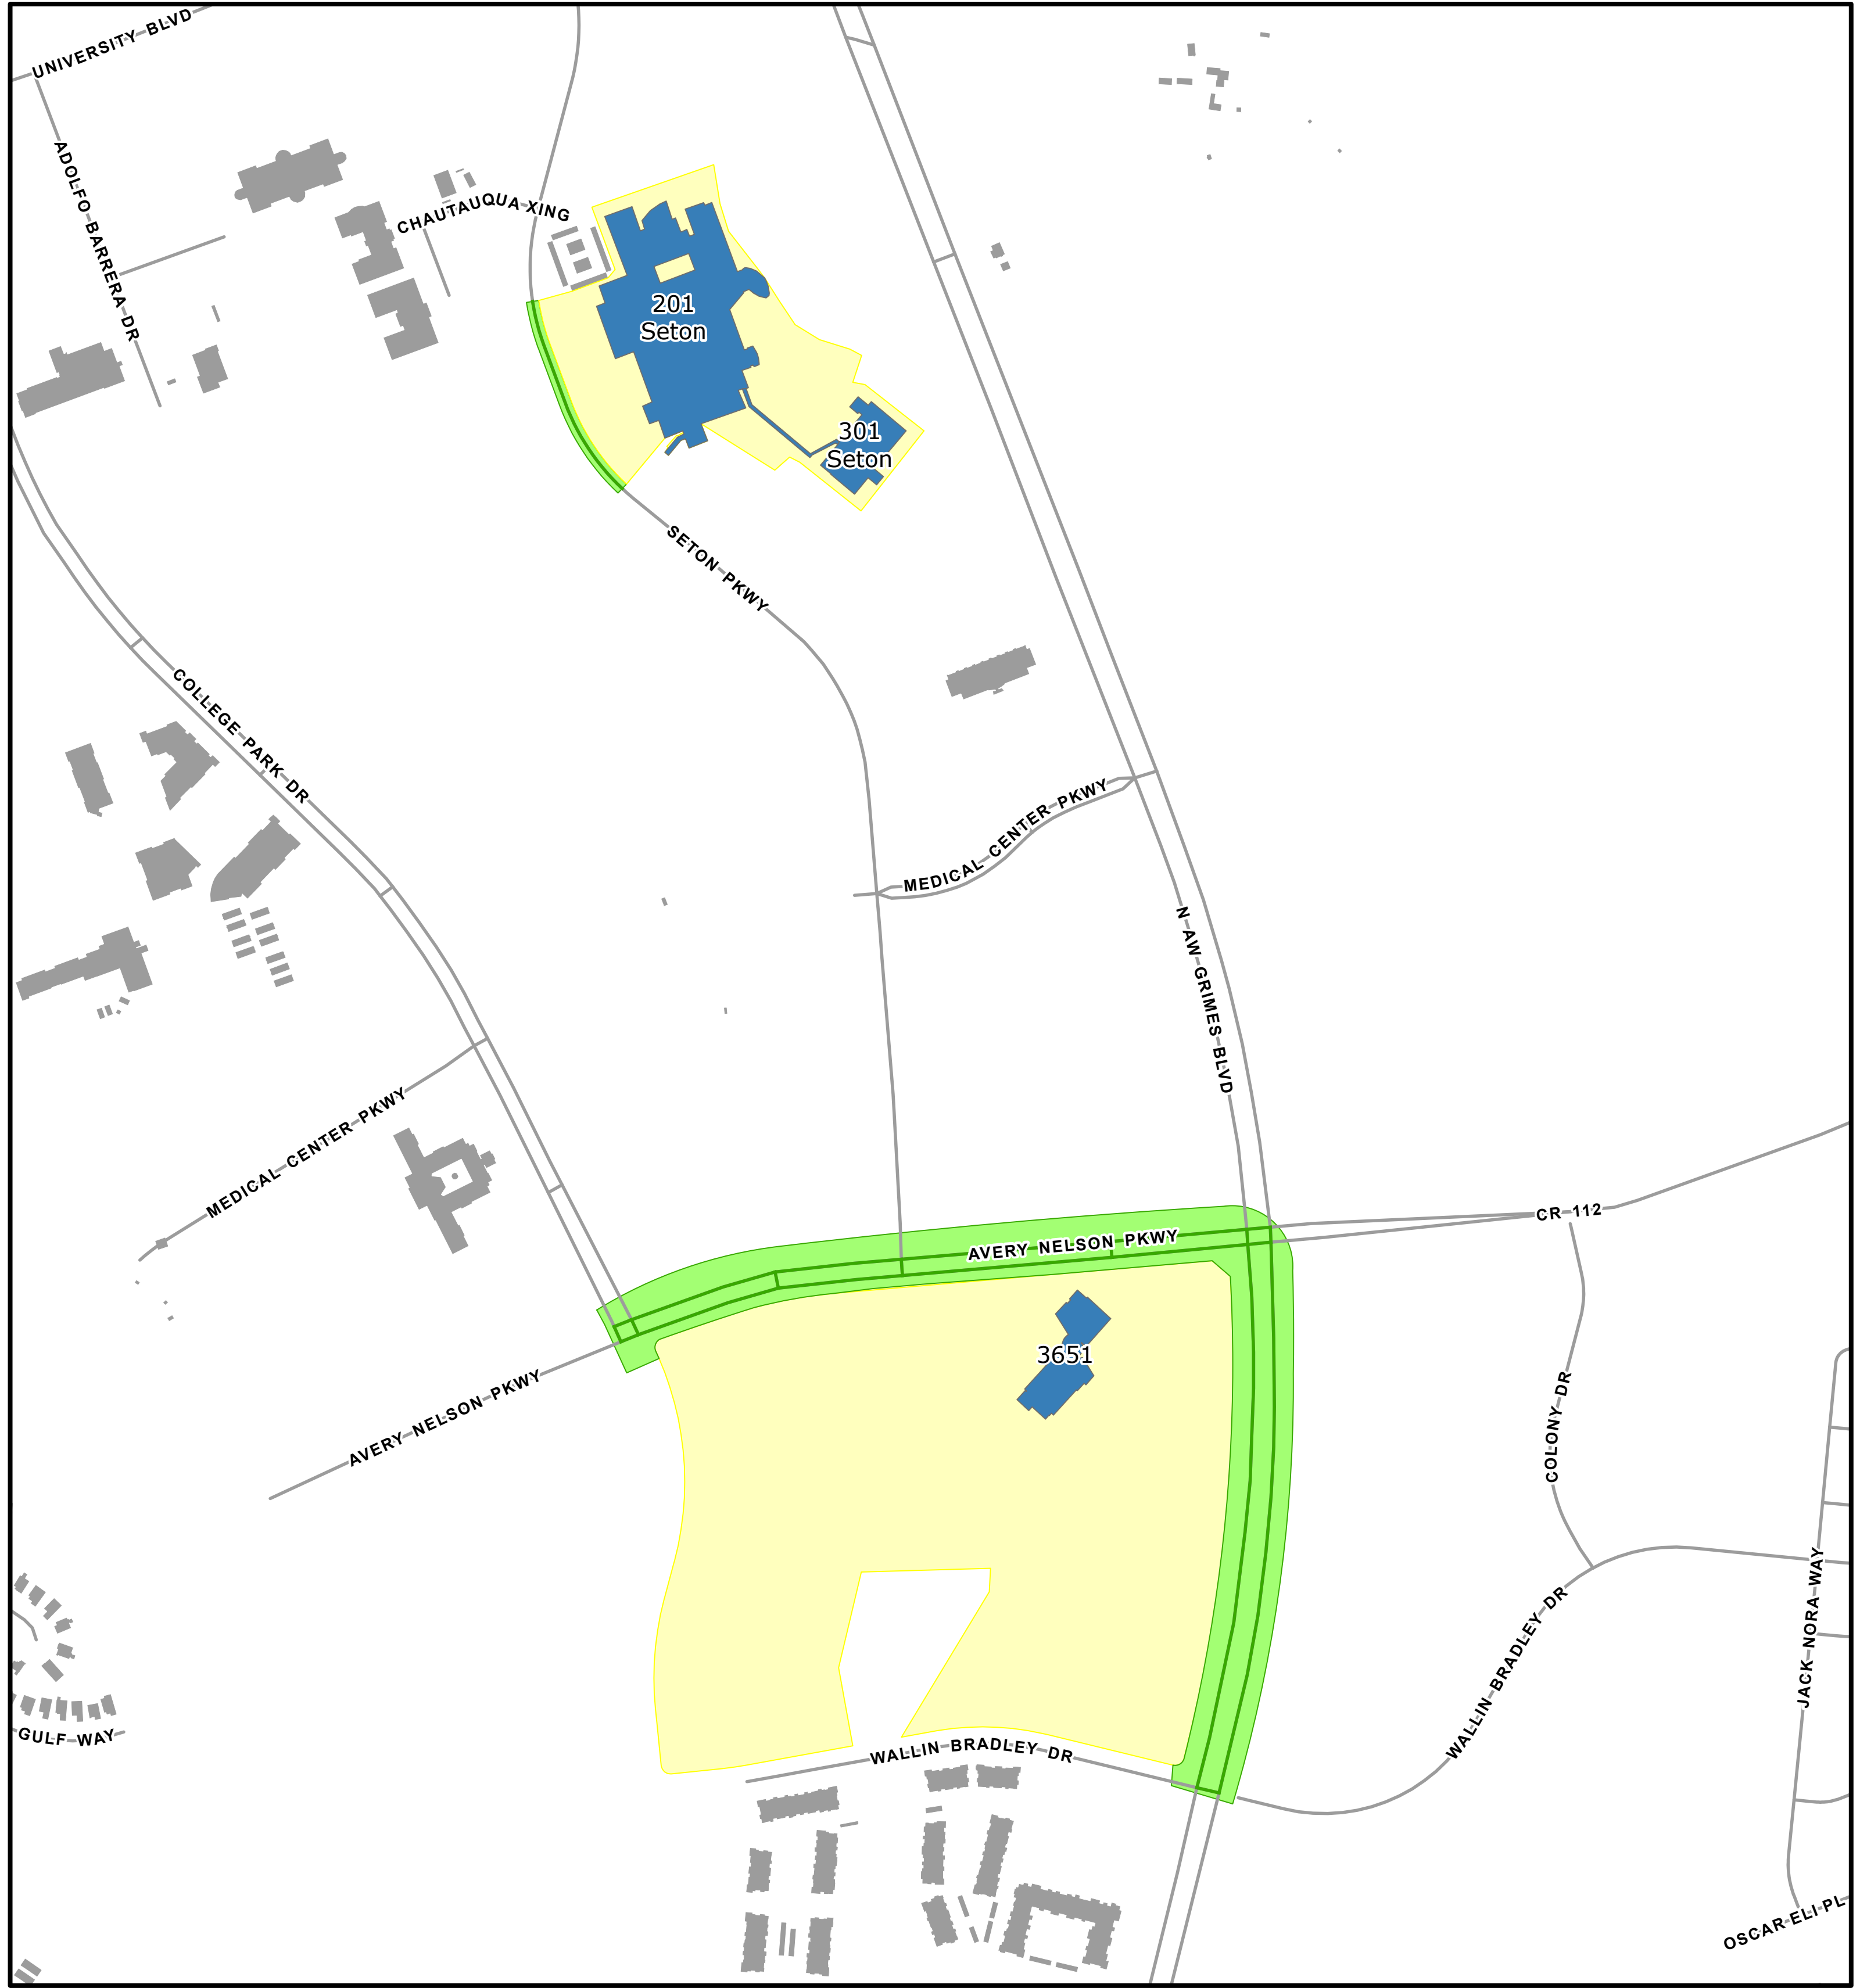 UNIVERSITY BLVD
ADOLFO BARRERA DR
CHAUTAUQUA XING
201
Seton
301
Seton
SETON PKWY
COLLEGE PARK DR
MEDICAL CENTER PKWY
N AW GRIMES BLVD
MEDICAL CENTER PKWY
CR 112
AVERY NELSON PKWY
3651
AVERY NELSON PKWY
COLONY DR
JACK NORA WAY
WALLIN BRADLEY DR
GULF WAY
WALLIN BRADLEY DR
OSCAR ELI PL